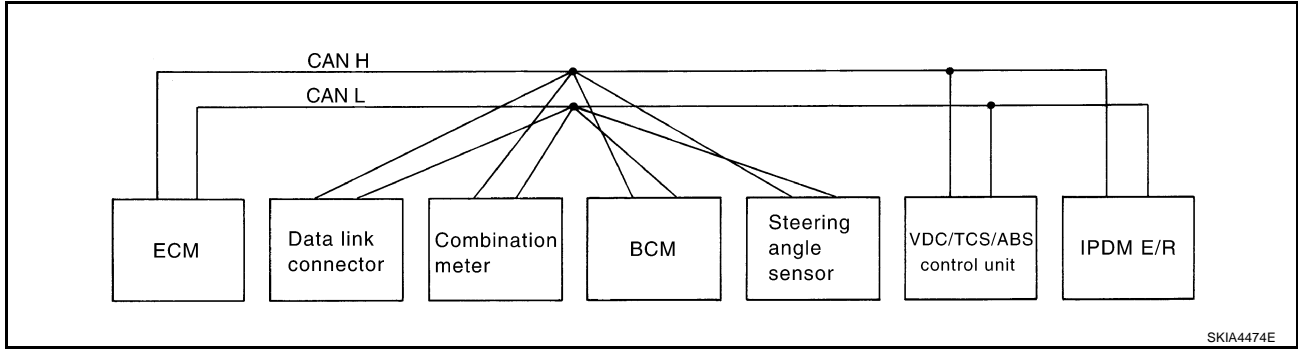 CAN H
CAN L
ECM
Data link
connector
Combination
meter
BCM
Steering
angle
sensor
VDC/TCS/ABS
control unit
IPDM E/R
SKIA4474E